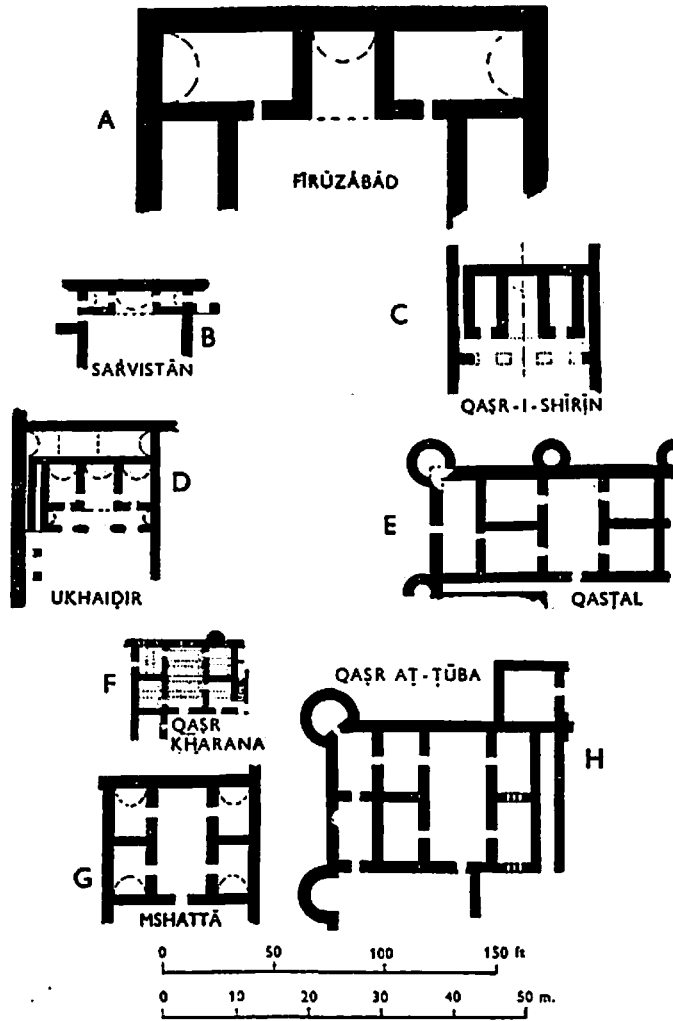 A
FĪRŪZĀBĀD
B
SARVISTĀN
C
QAṢR-I-SHĪRĪN
D
UKHAIḌIR
E
QASṬAL
F
QAṢR
KHARANA
QAṢR AṬ-ṬŪBA
H
G
MSHATTĀ
0 50 100 150 ft
0 10 20 30 40 50 m.